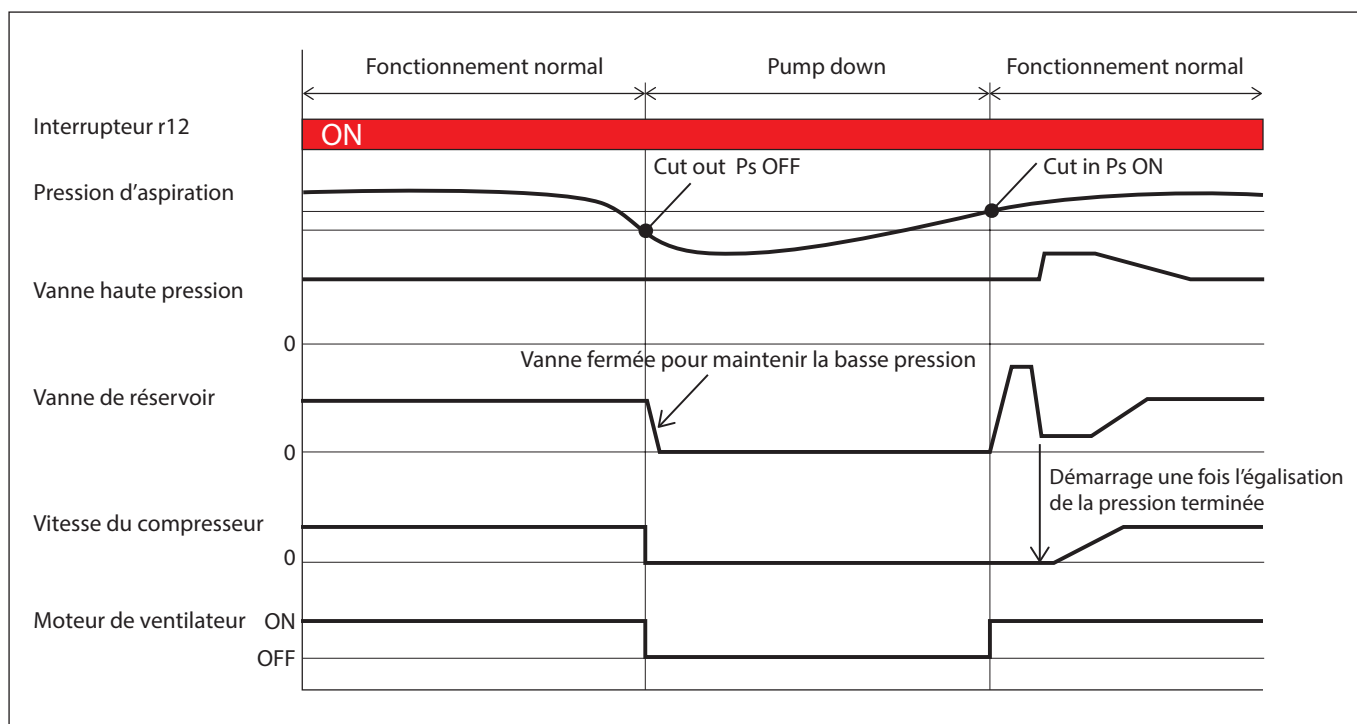 Fonctionnement normal
Pump down
Fonctionnement normal
Interrupteur r12
ON
Cut out  Ps OFF
Cut in Ps ON
Pression d’aspiration
Vanne haute pression
0
Vanne fermée pour maintenir la basse pression
Vanne de réservoir
0
Démarrage une fois l’égalisation
de la pression terminée
Vitesse du compresseur
0
Moteur de ventilateur
ON
OFF